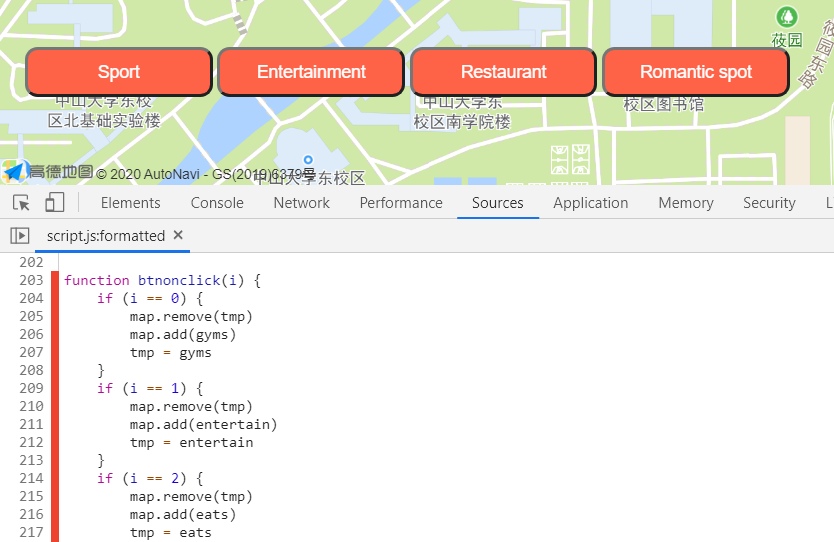 莜园
莜园东路
Sport Entertainment Restaurant Romantic spot
中山大学东校
区北基础实验楼
中山大学东
校区南学院楼
校区图书馆
高德地图 © 2020 AutoNavi - GS(2019)6379号
中山大学东校区
Elements Console Network Performance Sources Application Memory Security L
script.js:formatted ×
202
203 function btnonclick(i) {
204     if (i == 0) {
205         map.remove(tmp)
206         map.add(gyms)
207         tmp = gyms
208     }
209     if (i == 1) {
210         map.remove(tmp)
211         map.add(entertain)
212         tmp = entertain
213     }
214     if (i == 2) {
215         map.remove(tmp)
216         map.add(eats)
217         tmp = eats